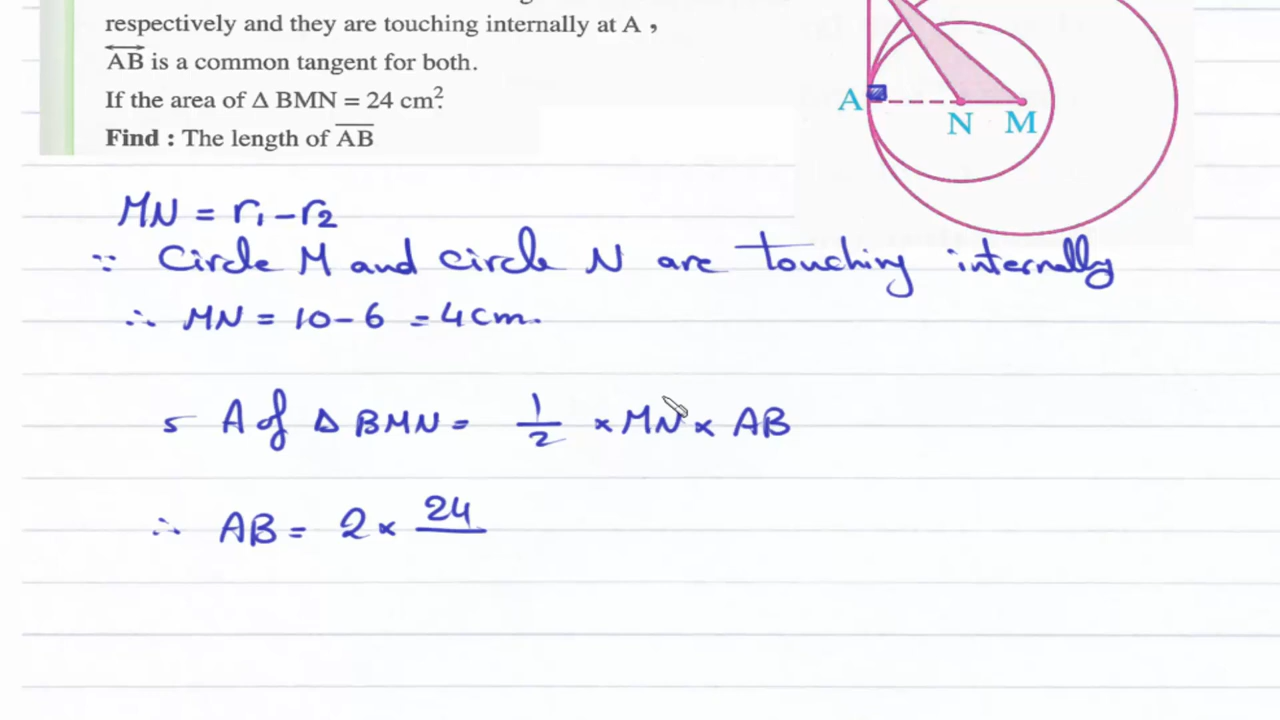 respectively and they are touching internally at A ,
AB is a common tangent for both.
If the area of Δ BMN = 24 cm².
Find : The length of AB
A
N
M
MN = r₁ - r₂
∵ Circle M and circle N are touching internally
∴ MN = 10 - 6 = 4 cm.
, A of Δ BMN = 1/2 × MN × AB
∴ AB = 2 × 24